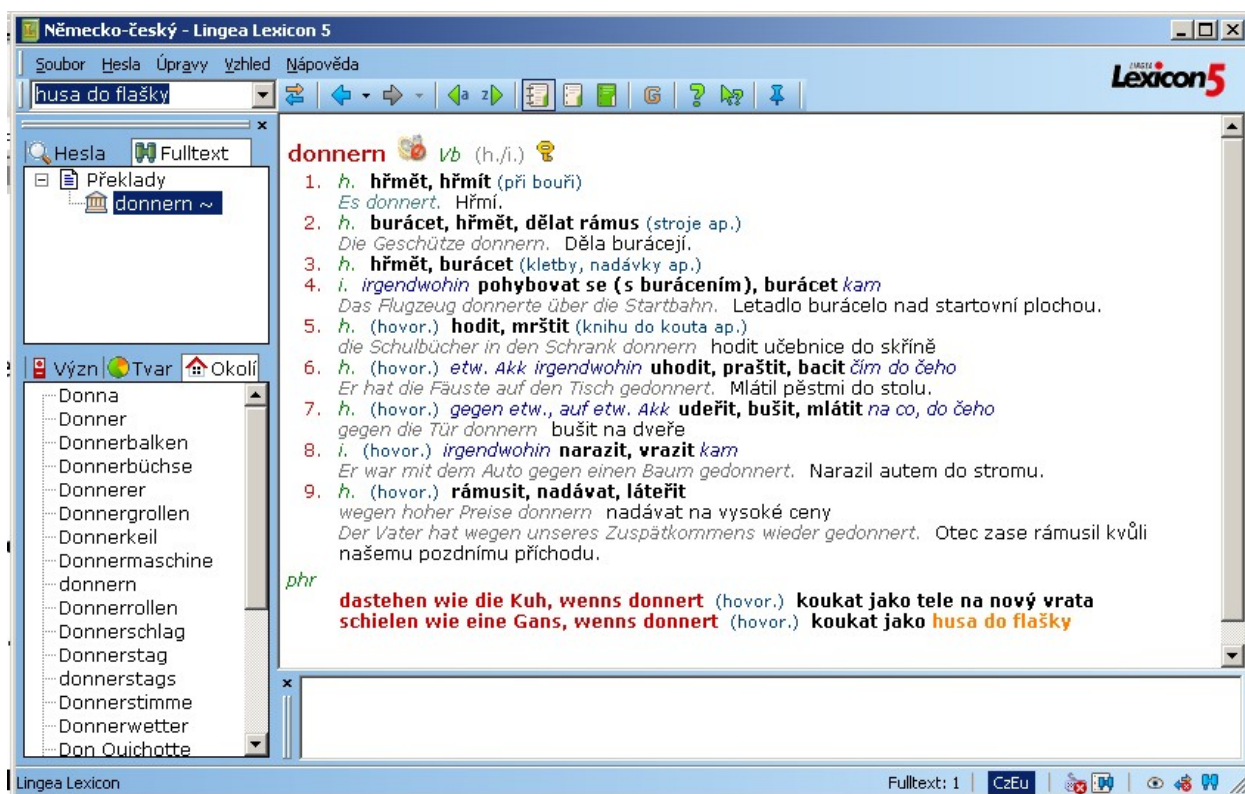 Německo-český - Lingea Lexicon 5
Soubor Hesla Úpravy Vzhled Nápověda
LINGEA Lexicon5
husa do flašky
a z G ? ?
Hesla Fulltext
Překlady
donnern ~
Význ Tvar Okolí
Donna
Donner
Donnerbalken
Donnerbüchse
Donnerer
Donnergrollen
Donnerkeil
Donnermaschine
donnern
Donnerrollen
Donnerschlag
Donnerstag
donnerstags
Donnerstimme
Donnerwetter
Don Quichotte
donnern Vb (h./i.)
1. h. hřmět, hřmít (při bouři)
Es donnert. Hřmí.
2. h. burácet, hřmět, dělat rámus (stroje ap.)
Die Geschütze donnern. Děla burácejí.
3. h. hřmět, burácet (kletby, nadávky ap.)
4. i. irgendwohin pohybovat se (s burácením), burácet kam
Das Flugzeug donnerte über die Startbahn. Letadlo burácelo nad startovní plochou.
5. h. (hovor.) hodit, mrštit (knihu do kouta ap.)
die Schulbücher in den Schrank donnern hodit učebnice do skříně
6. h. (hovor.) etw. Akk irgendwohin uhodit, praštit, bacit čím do čeho
Er hat die Fäuste auf den Tisch gedonnert. Mlátil pěstmi do stolu.
7. h. (hovor.) gegen etw., auf etw. Akk udeřit, bušit, mlátit na co, do čeho
gegen die Tür donnern bušit na dveře
8. i. (hovor.) irgendwohin narazit, vrazit kam
Er war mit dem Auto gegen einen Baum gedonnert. Narazil autem do stromu.
9. h. (hovor.) rámusit, nadávat, láteřit
wegen hoher Preise donnern nadávat na vysoké ceny
Der Vater hat wegen unseres Zuspätkommens wieder gedonnert. Otec zase rámusil kvůli
našemu pozdnímu příchodu.
phr
dastehen wie die Kuh, wenns donnert (hovor.) koukat jako tele na nový vrata
schielen wie eine Gans, wenns donnert (hovor.) koukat jako husa do flašky
Lingea Lexicon
Fulltext: 1 CzEu